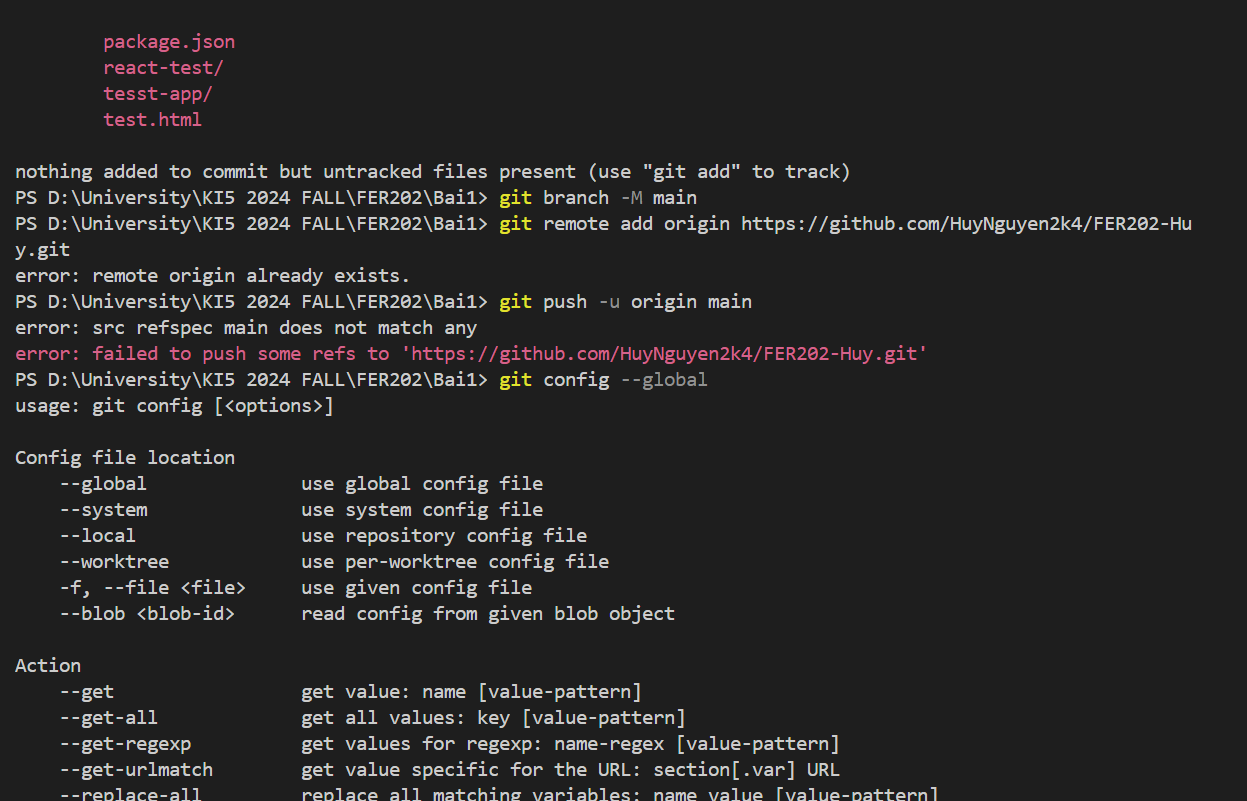 package.json
react-test/
tesst-app/
test.html
nothing added to commit but untracked files present (use "git add" to track)
PS D:\University\KI5 2024 FALL\FER202\Bai1> git branch -M main
PS D:\University\KI5 2024 FALL\FER202\Bai1> git remote add origin https://github.com/HuyNguyen2k4/FER202-Hu
y.git
error: remote origin already exists.
PS D:\University\KI5 2024 FALL\FER202\Bai1> git push -u origin main
error: src refspec main does not match any
error: failed to push some refs to 'https://github.com/HuyNguyen2k4/FER202-Huy.git'
PS D:\University\KI5 2024 FALL\FER202\Bai1> git config --global
usage: git config [<options>]
Config file location
--global use global config file
--system use system config file
--local use repository config file
--worktree use per-worktree config file
-f, --file <file> use given config file
--blob <blob-id> read config from given blob object
Action
--get get value: name [value-pattern]
--get-all get all values: key [value-pattern]
--get-regexp get values for regexp: name-regex [value-pattern]
--get-urlmatch get value specific for the URL: section[.var] URL
--replace-all replace all matching variables: name value [value-pattern]